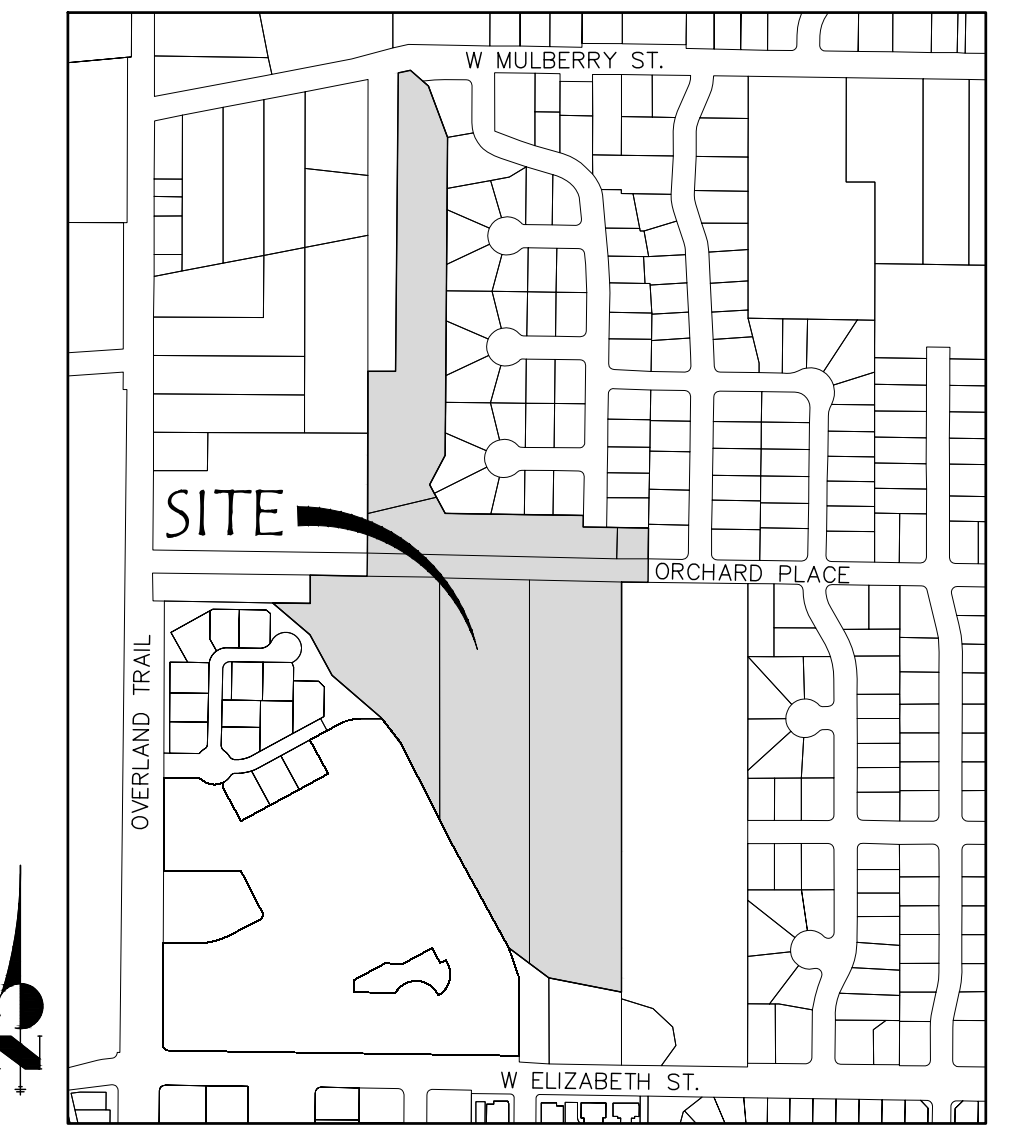 W MULBERRY ST.
SITE
ORCHARD PLACE
OVERLAND TRAIL
W ELIZABETH ST.